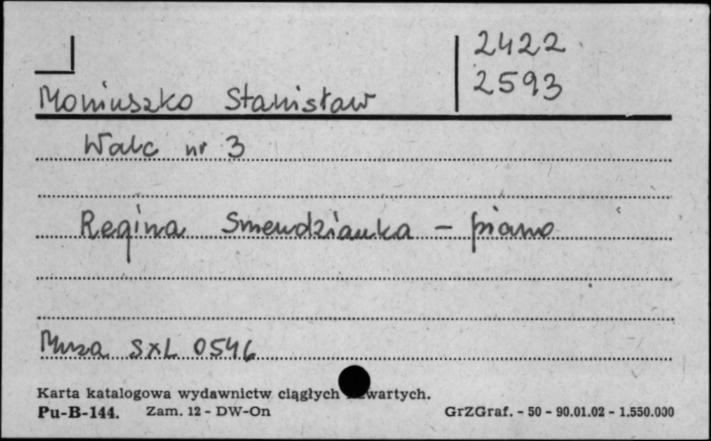 2422
2593
Moniuszko Stanisław
Walc nr 3
Regina Smendzianka - piano
Muza SXL 0546
Karta katalogowa wydawnictw ciągłych wartych.
Pu-B-144. Zam. 12 - DW-On GrZGraf. - 50 - 90.01.02 - 1.550.000